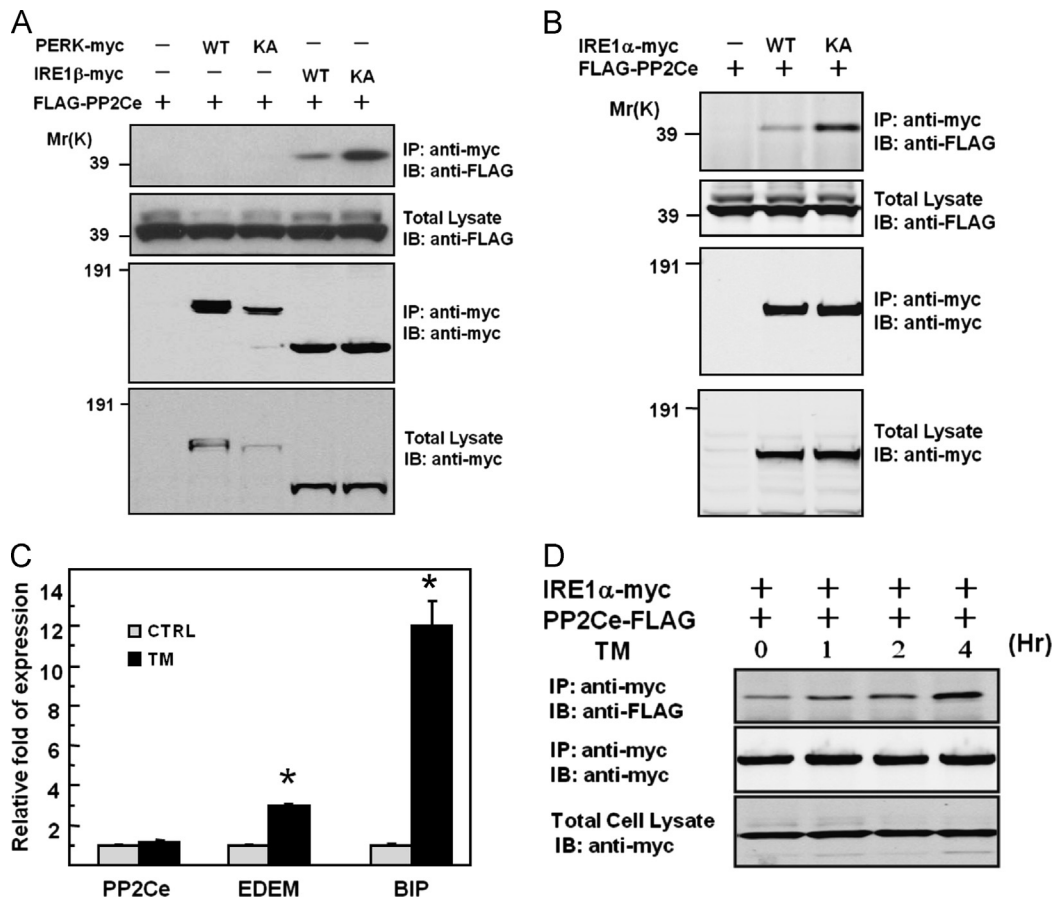 A
PERK-myc – WT KA – –
IRE1β-myc – – – WT KA
FLAG-PP2Ce + + + + +
Mr(K)
39
IP: anti-myc
IB: anti-FLAG
39
Total Lysate
IB: anti-FLAG
191
IP: anti-myc
IB: anti-myc
191
Total Lysate
IB: anti-myc
B
IRE1α-myc – WT KA
FLAG-PP2Ce + + +
Mr(K)
39
IP: anti-myc
IB: anti-FLAG
39
Total Lysate
IB: anti-FLAG
191
IP: anti-myc
IB: anti-myc
191
Total Lysate
IB: anti-myc
C
Relative fold of expression
14
12
10
8
6
4
2
CTRL
TM
*
*
PP2Ce EDEM BIP
D
IRE1α-myc + + + +
PP2Ce-FLAG + + + +
TM 0 1 2 4 (Hr)
IP: anti-myc
IB: anti-FLAG
IP: anti-myc
IB: anti-myc
Total Cell Lysate
IB: anti-myc